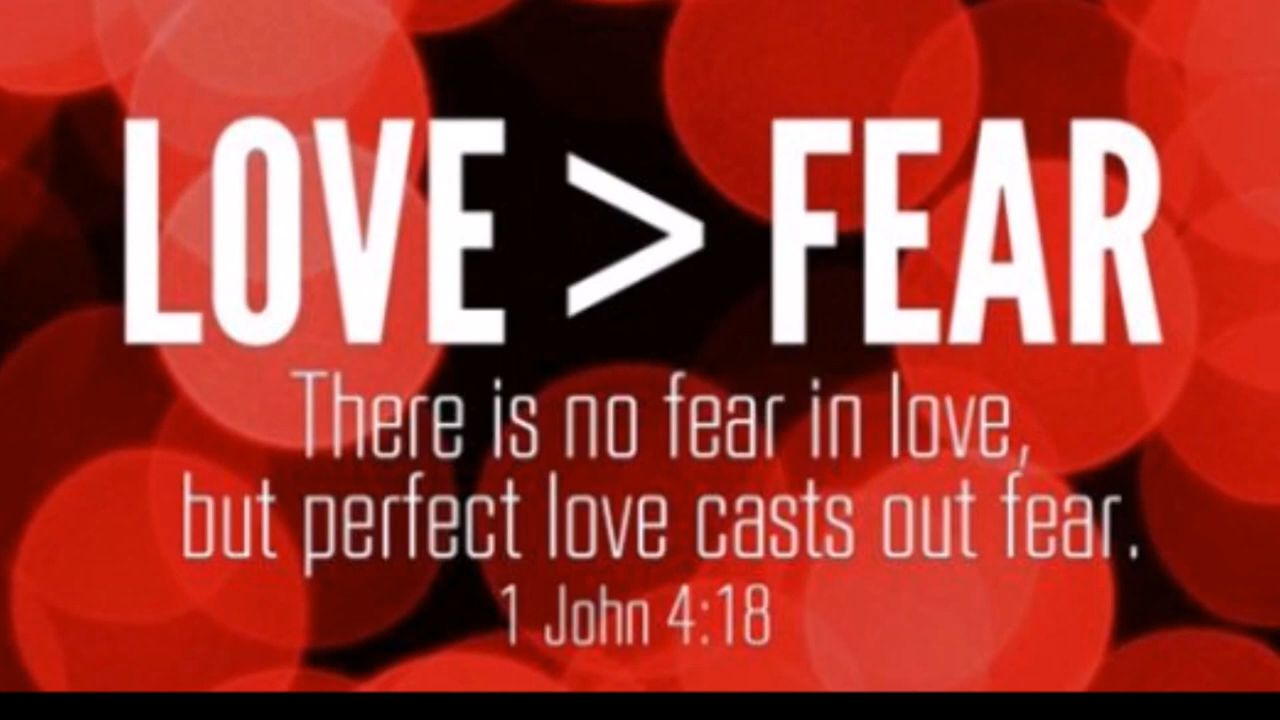 LOVE > FEAR
There is no fear in love,
but perfect love casts out fear.
1 John 4:18